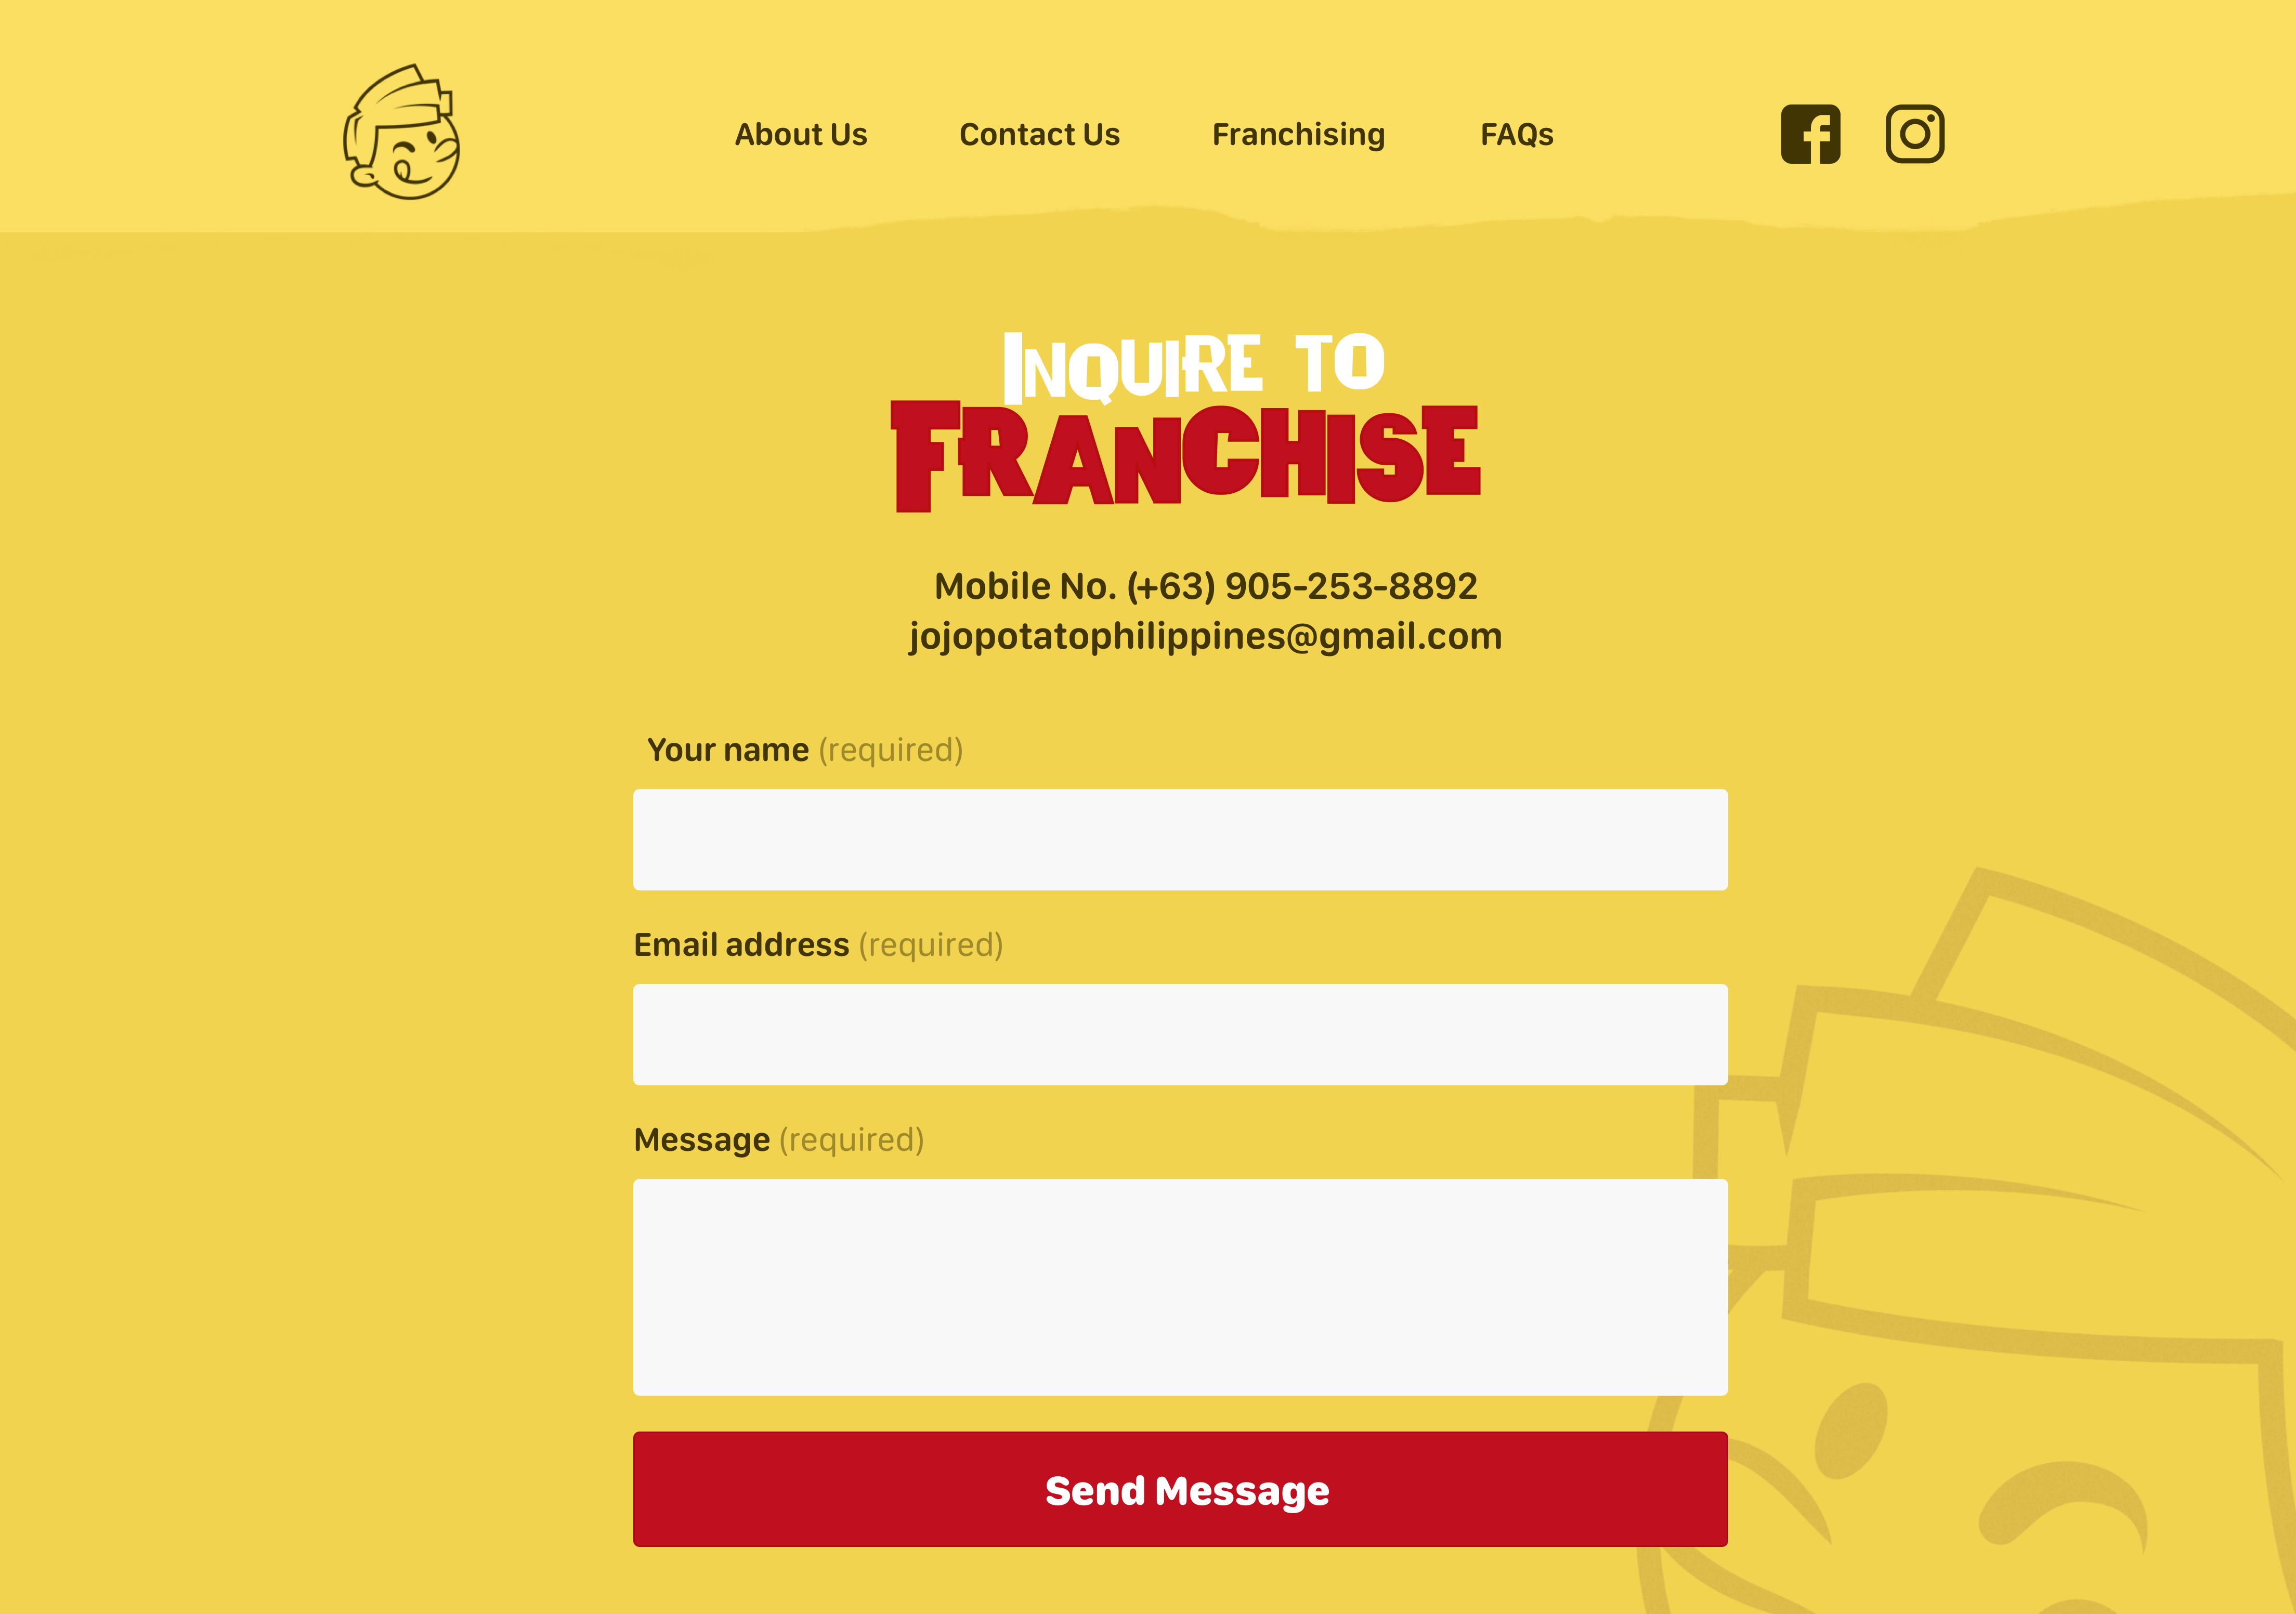 About Us Contact Us Franchising FAQs
INQUIRE TO
FRANCHISE
Mobile No. (+63) 905-253-8892
jojopotatophilippines@gmail.com
Your name (required)
Email address (required)
Message (required)
Send Message